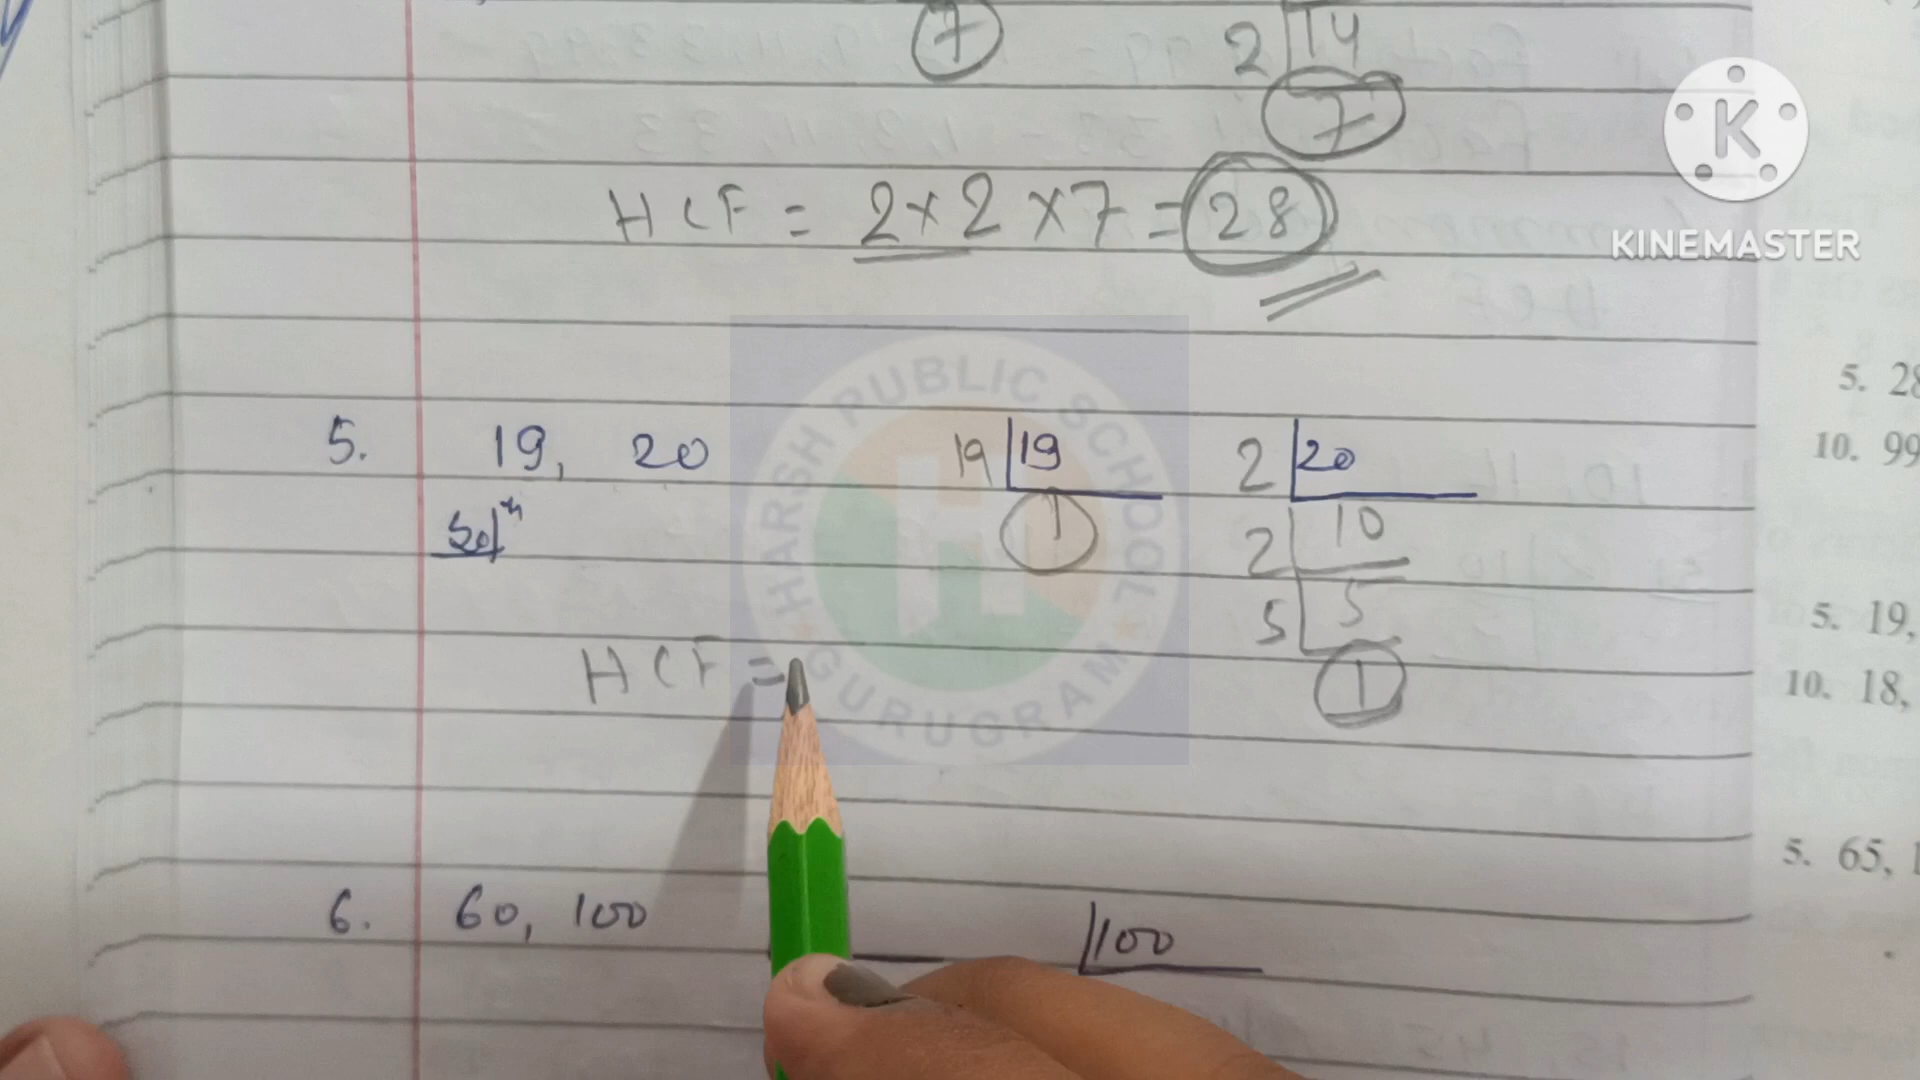 7 2 14
7
HCF = 2×2×7 = 28
5. 19, 20 19 19 2 20
Solⁿ 1 2 10
5 5
HCF = 1
6. 60, 100 100
K
KINEMASTER
HARSH PUBLIC SCHOOL
H
GURUGRAM
5. 28
10. 99
5. 19,
10. 18,
5. 65, 1